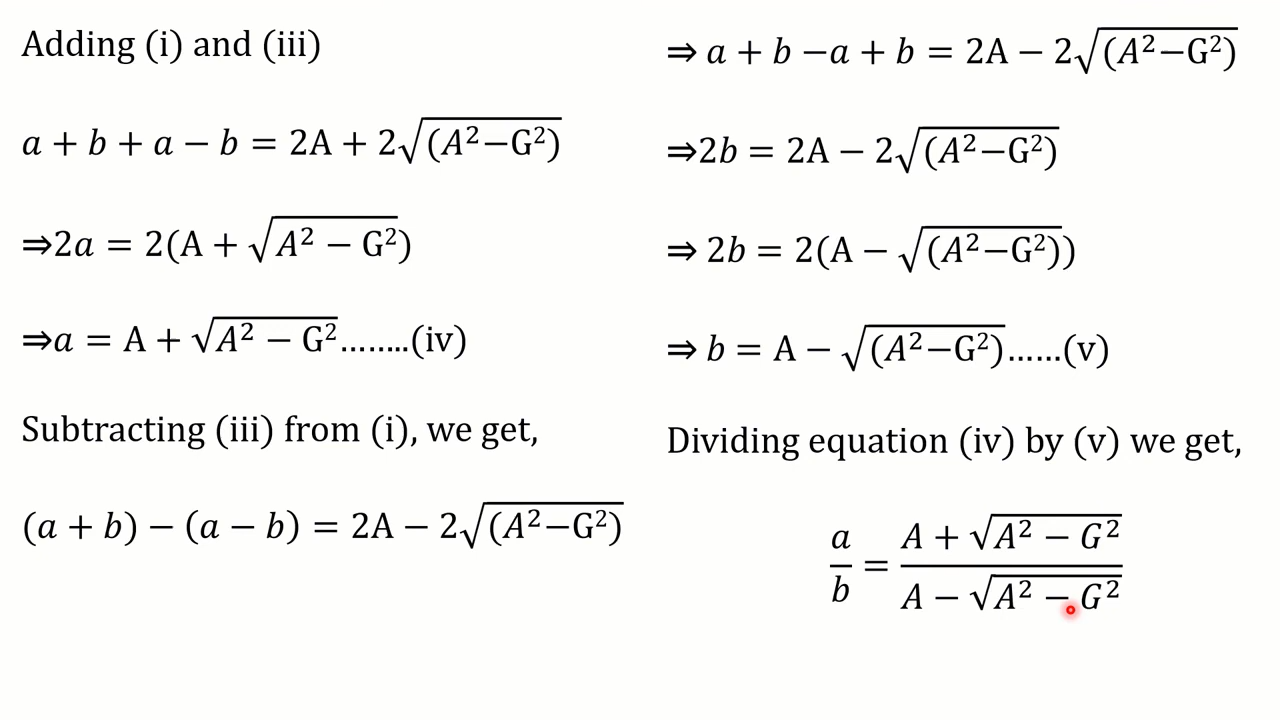 Adding (i) and (iii)
a + b + a − b = 2A + 2√(A²−G²)
⇒2a = 2(A + √A² − G²)
⇒a = A + √A² − G²……..(iv)
Subtracting (iii) from (i), we get,
(a + b) − (a − b) = 2A − 2√(A²−G²)
⇒ a + b −a + b = 2A − 2√(A²−G²)
⇒2b = 2A − 2√(A²−G²)
⇒ 2b = 2(A − √(A²−G²))
⇒ b = A − √(A²−G²)……(v)
Dividing equation (iv) by (v) we get,
a/b = (A + √A² − G²)/(A − √A² − G²)